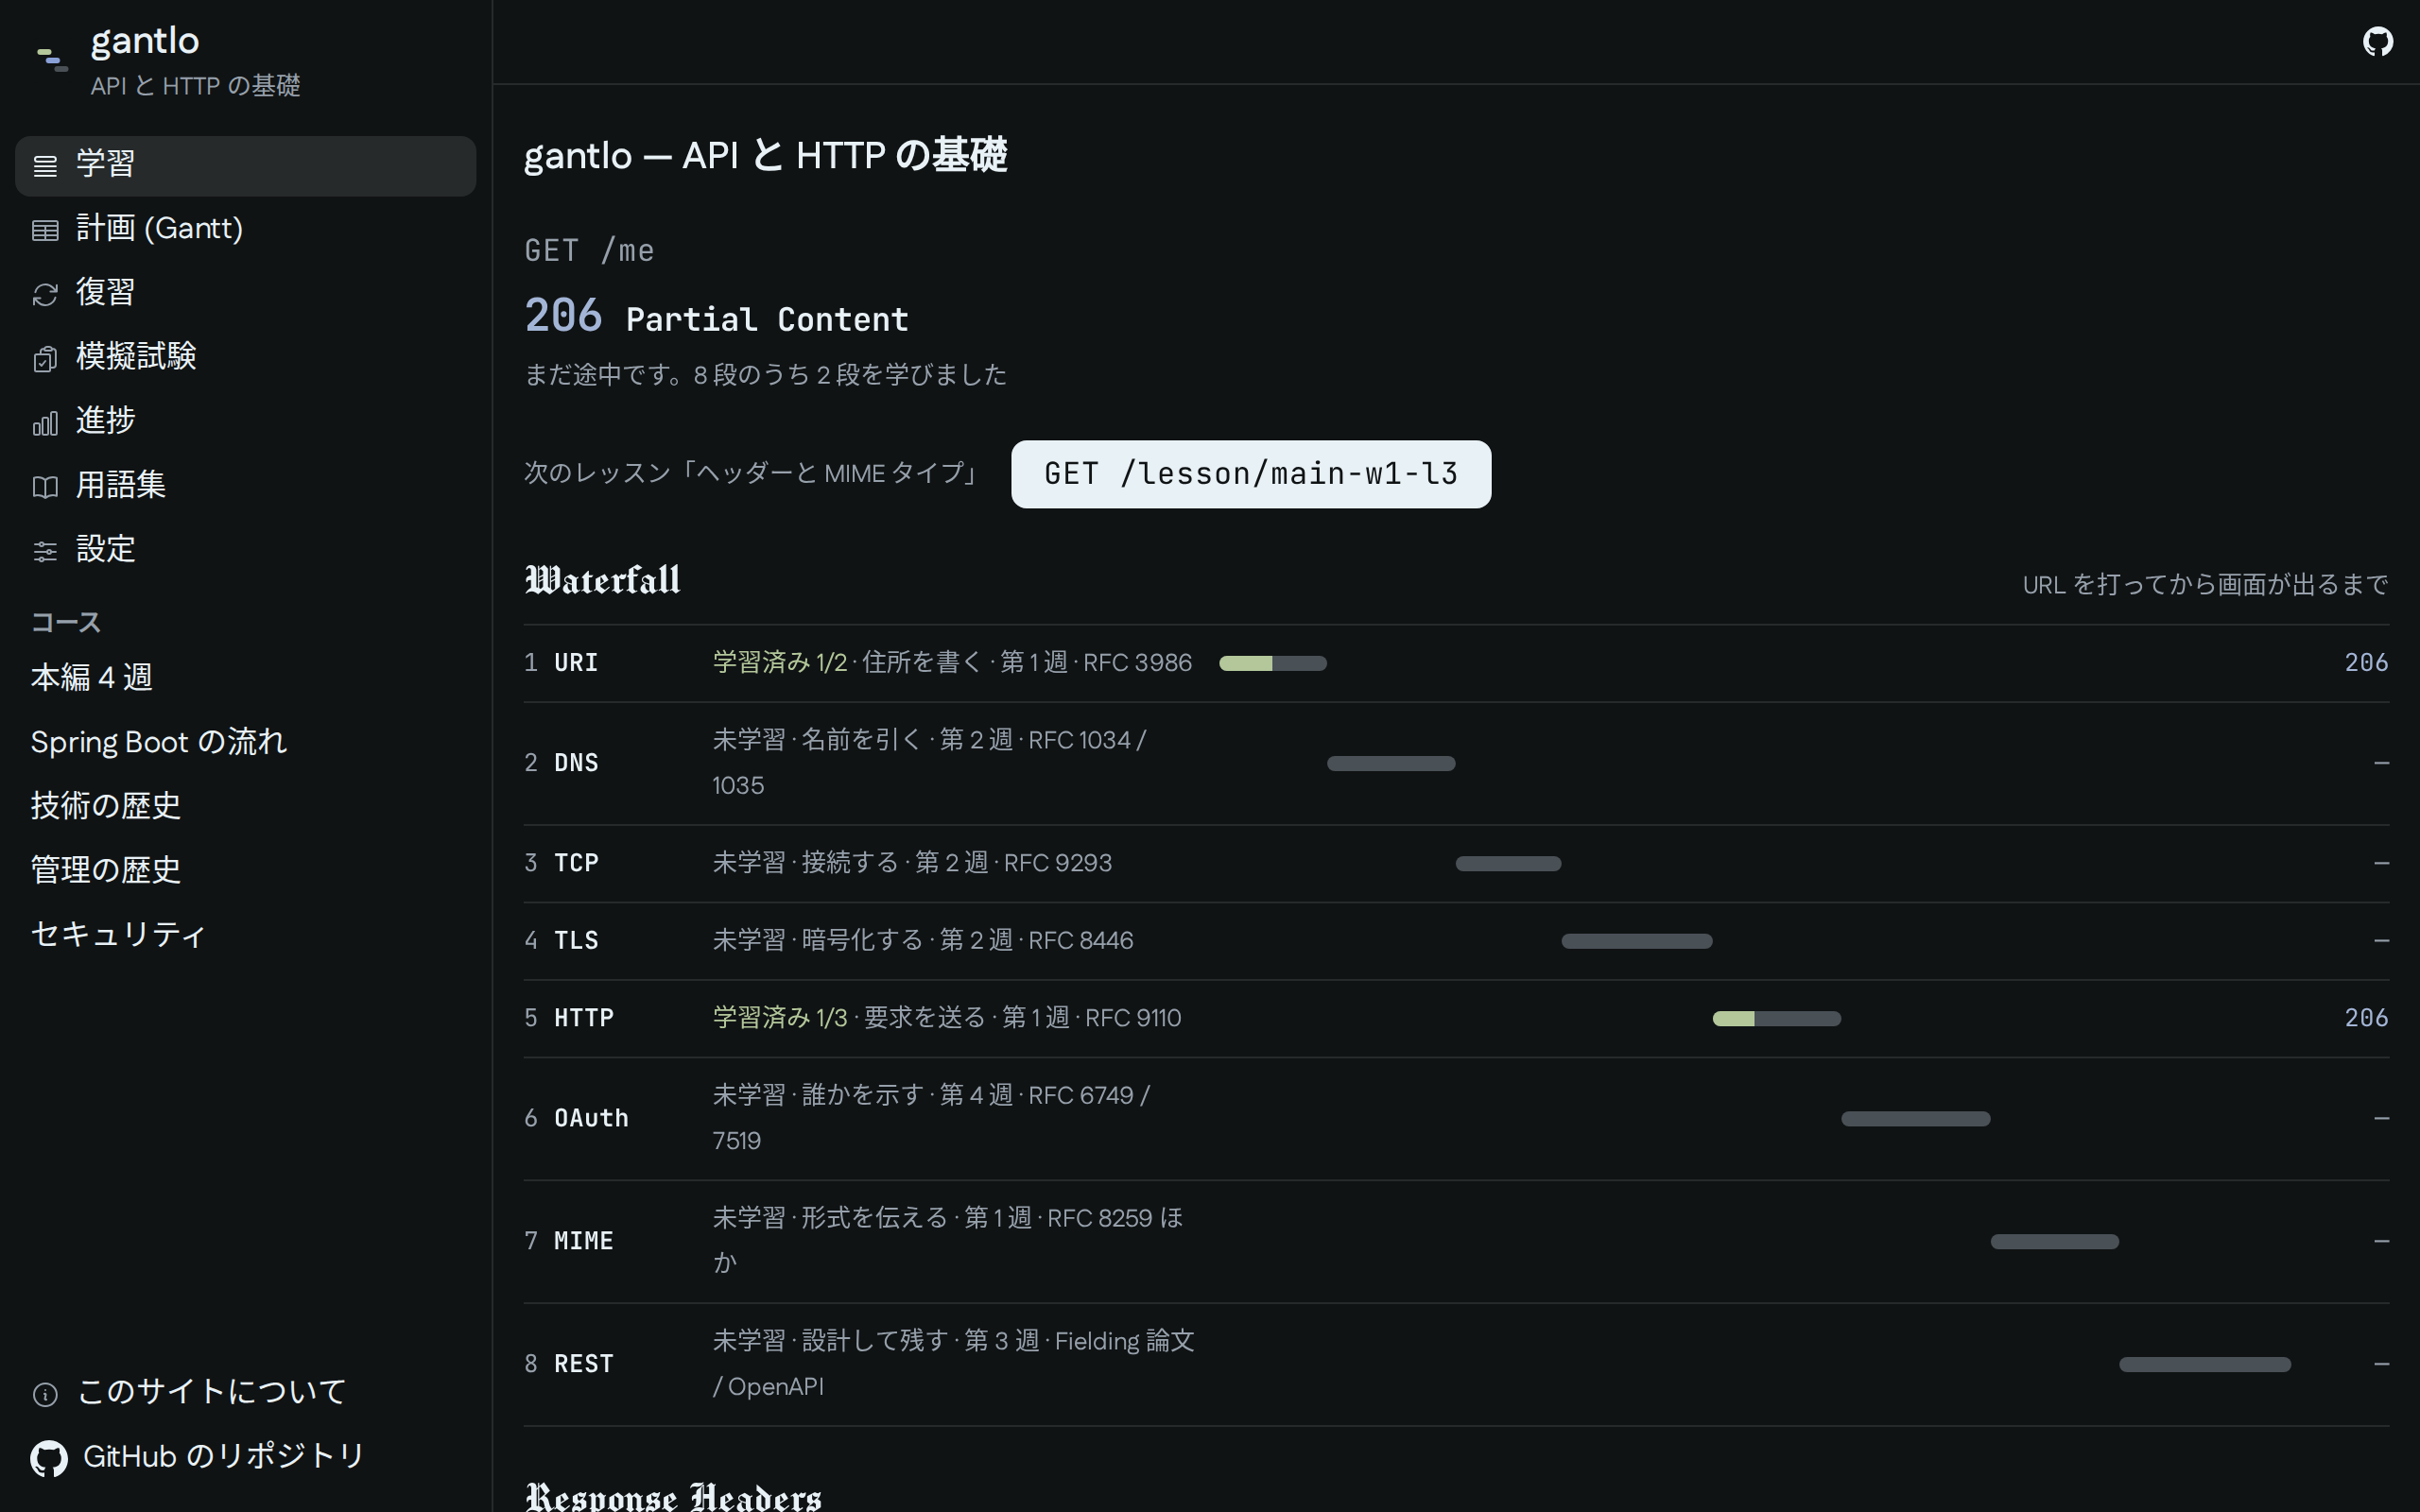 gantlo
API と HTTP の基礎
学習
計画 (Gantt)
復習
模擬試験
進捗
用語集
設定
コース
本編 4 週
Spring Boot の流れ
技術の歴史
管理の歴史
セキュリティ
このサイトについて
GitHub のリポジトリ
gantlo — API と HTTP の基礎
GET /me
206 Partial Content
まだ途中です。8 段のうち 2 段を学びました
次のレッスン「ヘッダーと MIME タイプ」 GET /lesson/main-w1-l3
Waterfall URL を打ってから画面が出るまで
1 URI 学習済み 1/2 · 住所を書く · 第 1 週 · RFC 3986 206
2 DNS 未学習 · 名前を引く · 第 2 週 · RFC 1034 /
1035 —
3 TCP 未学習 · 接続する · 第 2 週 · RFC 9293 —
4 TLS 未学習 · 暗号化する · 第 2 週 · RFC 8446 —
5 HTTP 学習済み 1/3 · 要求を送る · 第 1 週 · RFC 9110 206
6 OAuth 未学習 · 誰かを示す · 第 4 週 · RFC 6749 /
7519 —
7 MIME 未学習 · 形式を伝える · 第 1 週 · RFC 8259 ほ
か —
8 REST 未学習 · 設計して残す · 第 3 週 · Fielding 論文
/ OpenAPI —
Response Headers